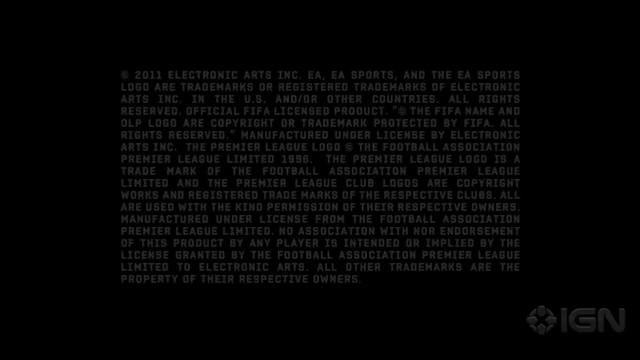 © 2011 ELECTRONIC ARTS INC. EA, EA SPORTS, AND THE EA SPORTS
LOGO ARE TRADEMARKS OR REGISTERED TRADEMARKS OF ELECTRONIC
ARTS INC. IN THE U.S. AND/OR OTHER COUNTRIES. ALL RIGHTS
RESERVED. OFFICIAL FIFA LICENSED PRODUCT. "© THE FIFA NAME AND
OLP LOGO ARE COPYRIGHT OR TRADEMARK PROTECTED BY FIFA. ALL
RIGHTS RESERVED." MANUFACTURED UNDER LICENSE BY ELECTRONIC
ARTS INC. THE PREMIER LEAGUE LOGO © THE FOOTBALL ASSOCIATION
PREMIER LEAGUE LIMITED 1996. THE PREMIER LEAGUE LOGO IS A
TRADE MARK OF THE FOOTBALL ASSOCIATION PREMIER LEAGUE
LIMITED AND THE PREMIER LEAGUE CLUB LOGOS ARE COPYRIGHT
WORKS AND REGISTERED TRADE MARKS OF THE RESPECTIVE CLUBS. ALL
ARE USED WITH THE KIND PERMISSION OF THEIR RESPECTIVE OWNERS.
MANUFACTURED UNDER LICENSE FROM THE FOOTBALL ASSOCIATION
PREMIER LEAGUE LIMITED. NO ASSOCIATION WITH NOR ENDORSEMENT
OF THIS PRODUCT BY ANY PLAYER IS INTENDED OR IMPLIED BY THE
LICENSE GRANTED BY THE FOOTBALL ASSOCIATION PREMIER LEAGUE
LIMITED TO ELECTRONIC ARTS. ALL OTHER TRADEMARKS ARE THE
PROPERTY OF THEIR RESPECTIVE OWNERS.
IGN